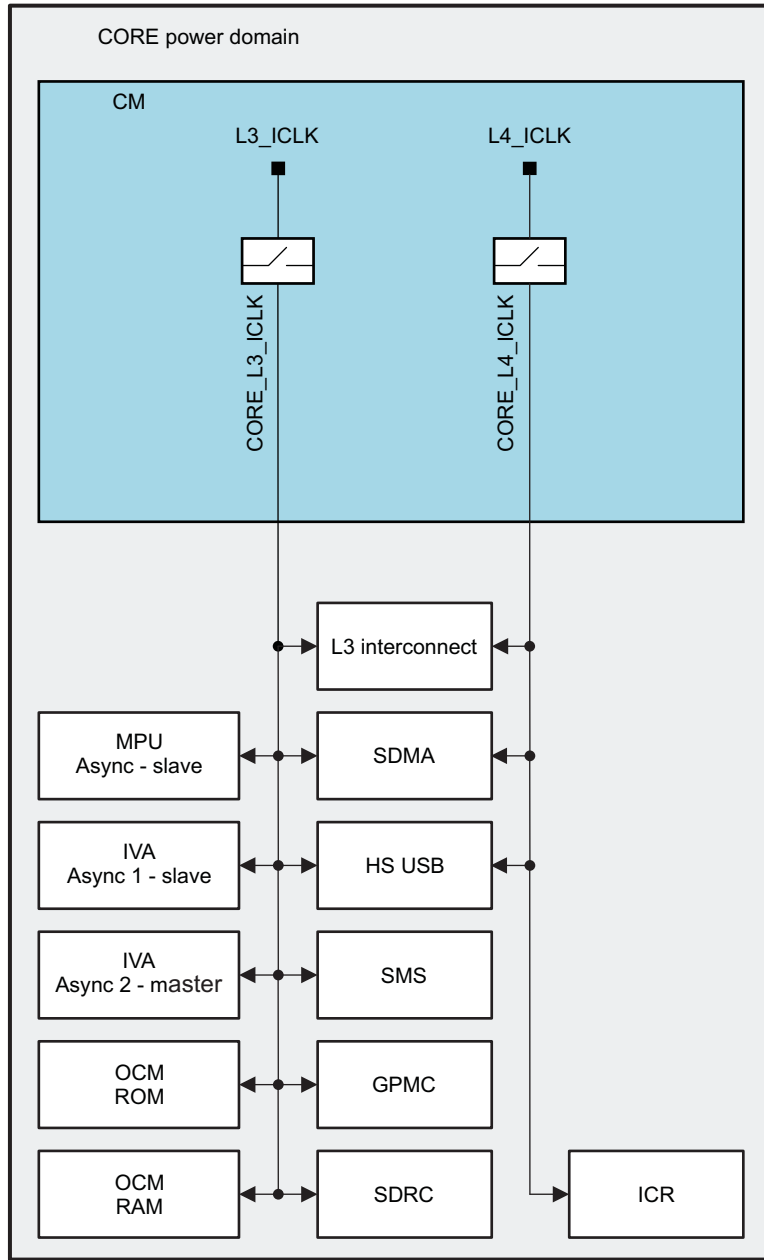 CORE power domain
CM
L3_ICLK
L4_ICLK
CORE_L3_ICLK
CORE_L4_ICLK
L3 interconnect
MPU
Async - slave
SDMA
IVA
Async 1 - slave
HS USB
IVA
Async 2 - master
SMS
OCM
ROM
GPMC
OCM
RAM
SDRC
ICR